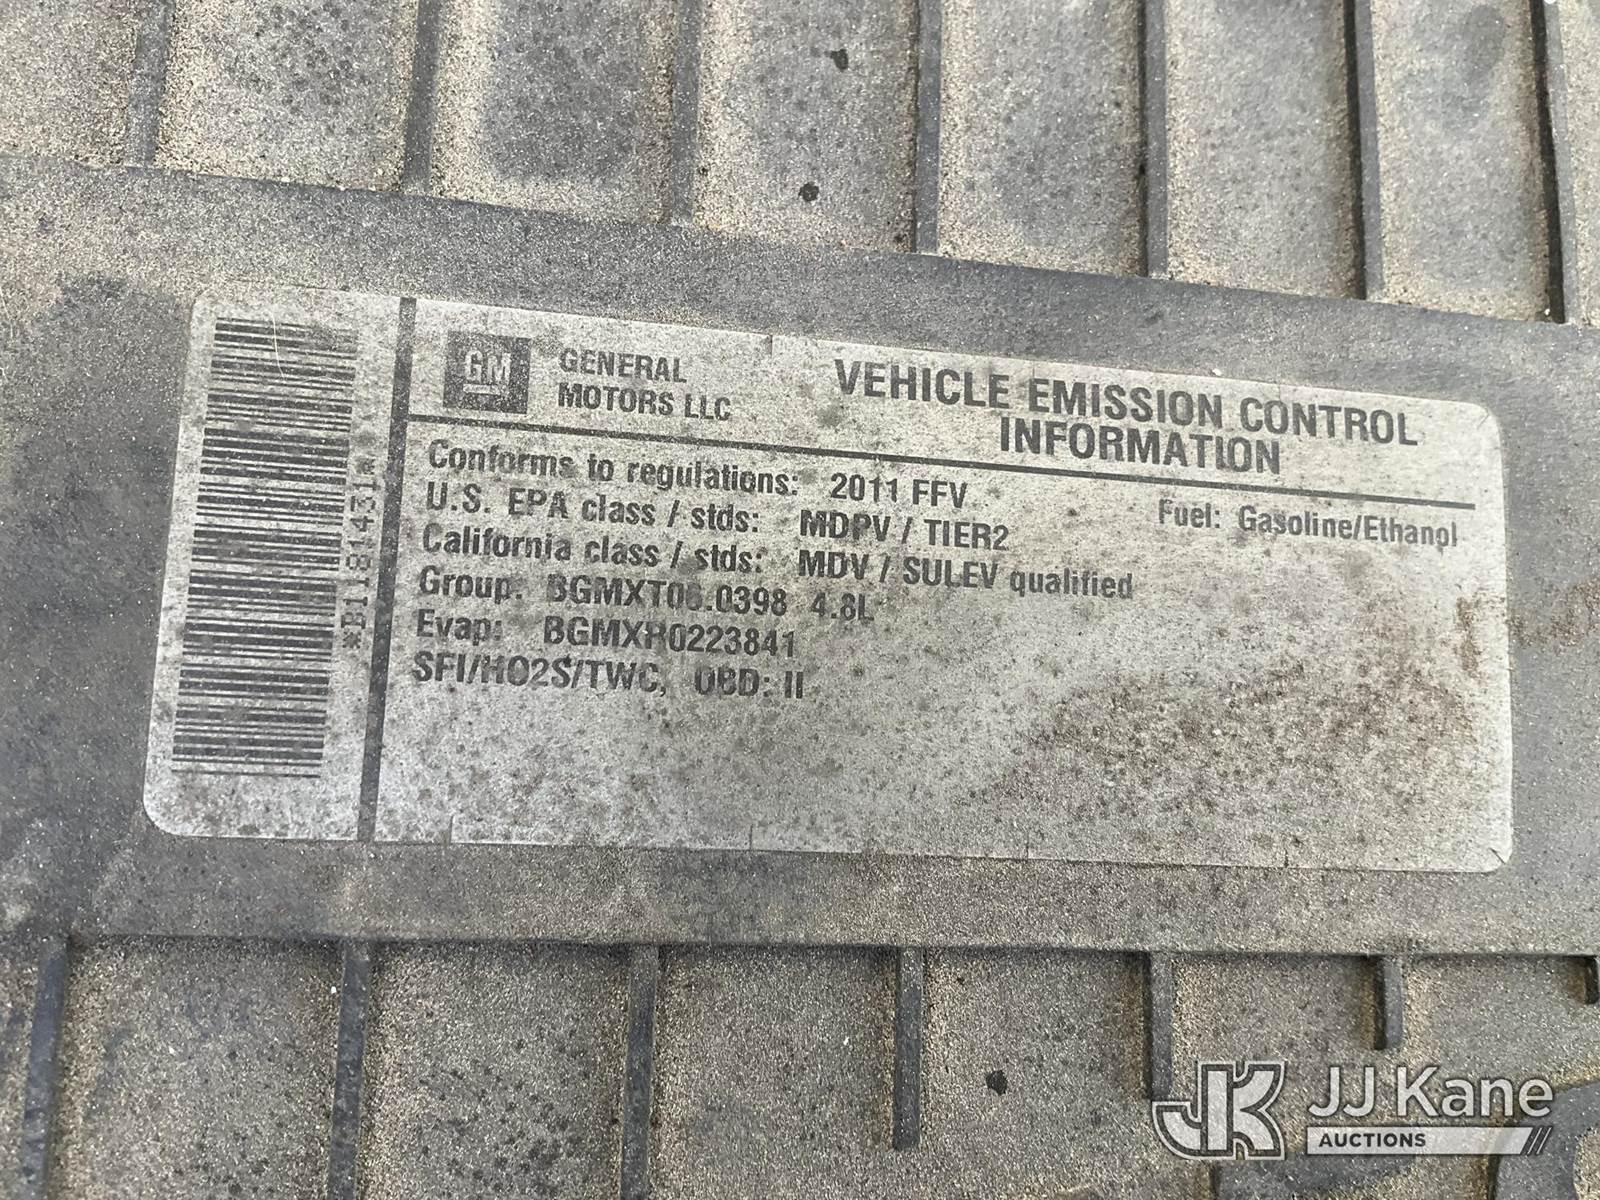 GM GENERAL
MOTORS LLC
VEHICLE EMISSION CONTROL
INFORMATION
Conforms to regulations: 2011 FFV Fuel: Gasoline/Ethanol
U.S. EPA class / stds: MDPV / TIER2
California class / stds: MDV / SULEV qualified
Group: BGMXT06.0398 4.8L
Evap: BGMXR0223841
SFI/HO2S/TWC, OBD: II
*B11814431*
JK JJ Kane
AUCTIONS